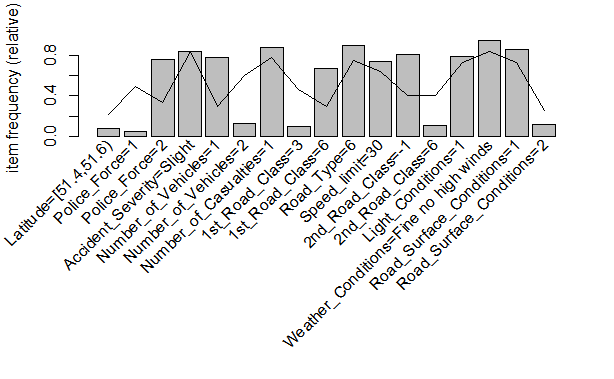 item frequency (relative)
0.0
0.4
0.8
Latitude=[51.4,51.6)
Police_Force=1
Police_Force=2
Accident_Severity=Slight
Number_of_Vehicles=1
Number_of_Vehicles=2
Number_of_Casualties=1
1st_Road_Class=3
1st_Road_Class=6
Road_Type=6
Speed_limit=30
2nd_Road_Class=-1
2nd_Road_Class=6
Light_Conditions=1
Weather_Conditions=Fine no high winds
Road_Surface_Conditions=1
Road_Surface_Conditions=2